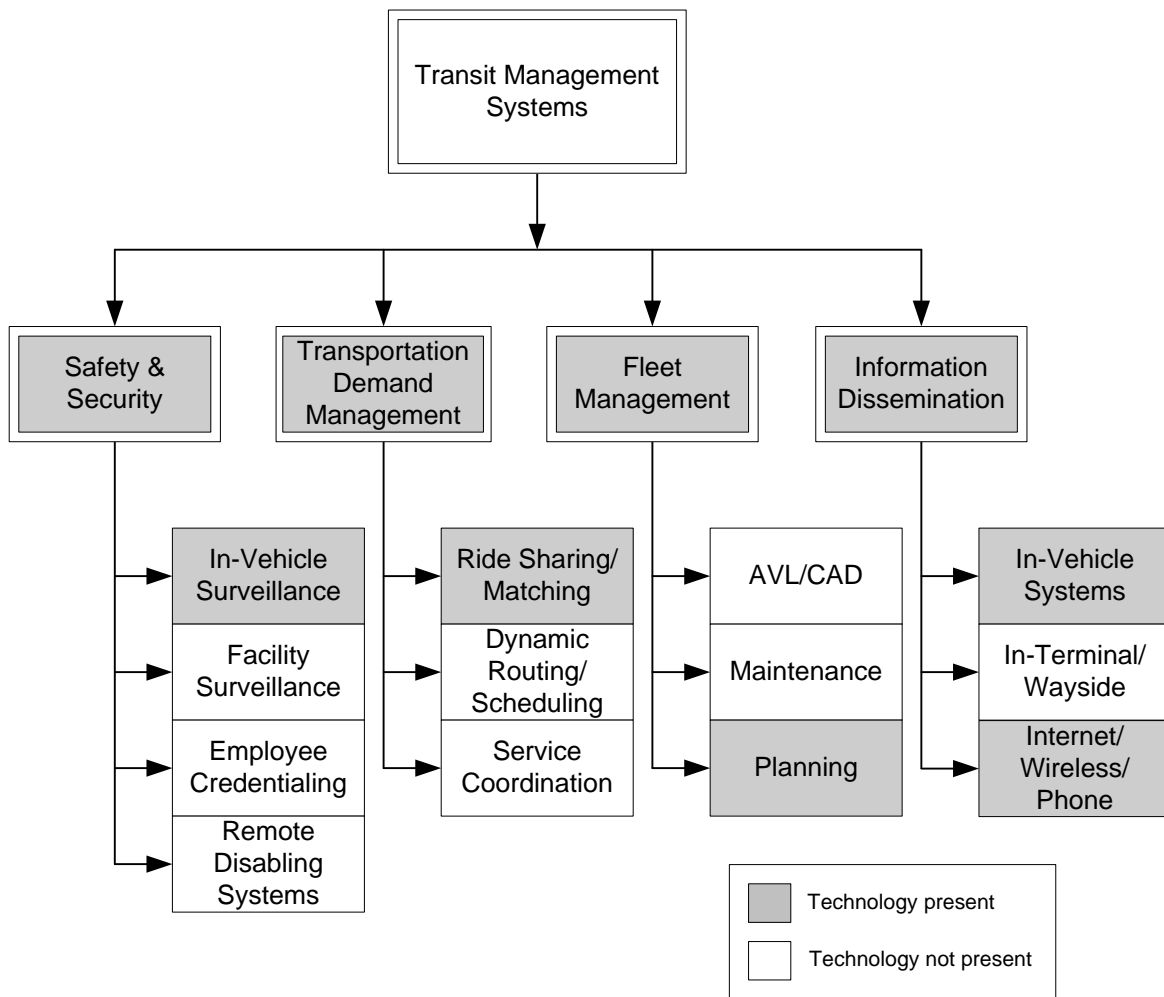 Transit Management
Systems
Safety &
Security
Transportation
Demand
Management
Fleet
Management
Information
Dissemination
In-Vehicle
Surveillance
Facility
Surveillance
Employee
Credentialing
Remote
Disabling
Systems
Ride Sharing/
Matching
Dynamic
Routing/
Scheduling
Service
Coordination
AVL/CAD
Maintenance
Planning
In-Vehicle
Systems
In-Terminal/
Wayside
Internet/
Wireless/
Phone
Technology present
Technology not present